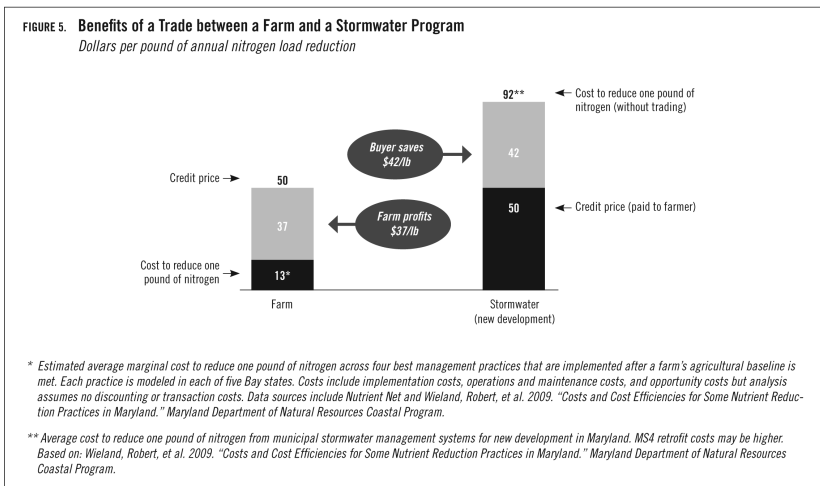 FIGURE 5. Benefits of a Trade between a Farm and a Stormwater Program
Dollars per pound of annual nitrogen load reduction
92**
Cost to reduce one pound of
nitrogen (without trading)
Buyer saves
$42/lb
42
Credit price
50
50
Credit price (paid to farmer)
37
Farm profits
$37/lb
Cost to reduce one
pound of nitrogen
13*
Farm
Stormwater
(new development)
* Estimated average marginal cost to reduce one pound of nitrogen across four best management practices that are implemented after a farm's agricultural baseline is
met. Each practice is modeled in each of five Bay states. Costs include implementation costs, operations and maintenance costs, and opportunity costs but analysis
assumes no discounting or transaction costs. Data sources include Nutrient Net and Wieland, Robert, et al. 2009. “Costs and Cost Efficiencies for Some Nutrient Reduc-
tion Practices in Maryland.” Maryland Department of Natural Resources Coastal Program.
** Average cost to reduce one pound of nitrogen from municipal stormwater management systems for new development in Maryland. MS4 retrofit costs may be higher.
Based on: Wieland, Robert, et al. 2009. “Costs and Cost Efficiencies for Some Nutrient Reduction Practices in Maryland.” Maryland Department of Natural Resources
Coastal Program.